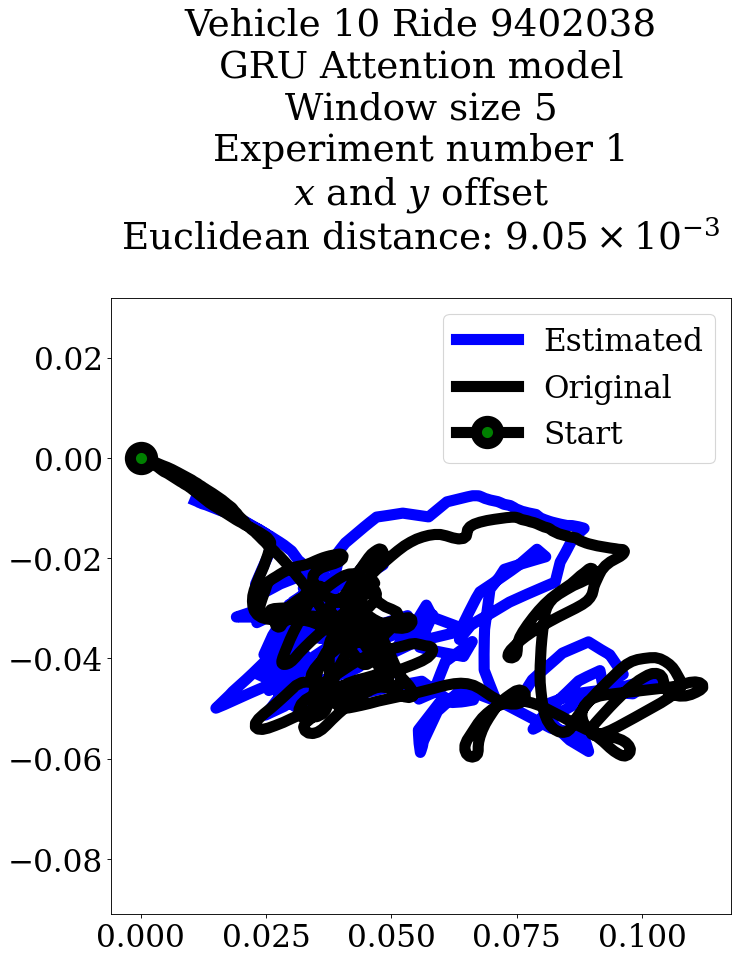 Vehicle 10 Ride 9402038
GRU Attention model
Window size 5
Experiment number 1
x and y offset
Euclidean distance: 9.05 × 10⁻³
Estimated
Original
Start
0.02
0.00
−0.02
−0.04
−0.06
−0.08
0.000 0.025 0.050 0.075 0.100